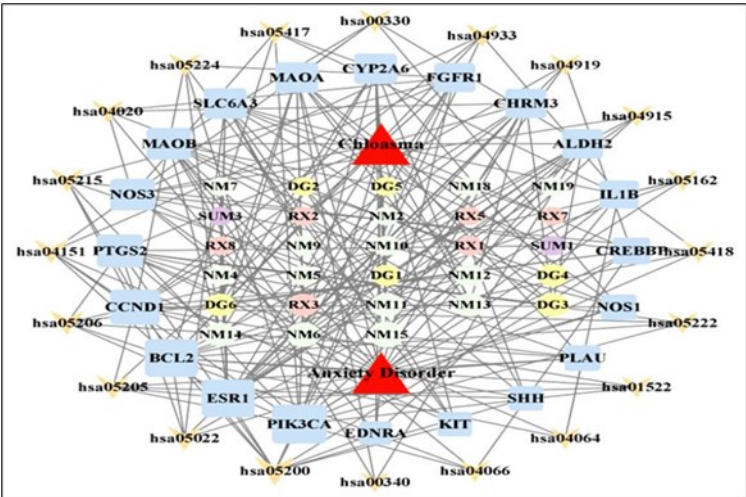 hsa00330
hsa05417
hsa04933
hsa05224
CYP2A6
hsa04919
MAOA
FGFR1
SLC6A3
CHRM3
hsa04020
hsa04915
MAOB
Chloasma
ALDH2
hsa05215
NM7
DG2
DG5
NM18
NM19
hsa05162
NOS3
IL1B
SUM3
RX2
NM2
RX5
RX7
hsa04151
PTGS2
RX8
NM9
NM10
RX1
SUM1
CREBBP
hsa05418
NM4
NM5
DG1
NM12
DG4
CCND1
DG6
RX3
NM11
NM13
DG3
NOS1
hsa05206
hsa05222
NM14
NM6
NM15
BCL2
PLAU
Anxiety Disorder
hsa05205
hsa01522
ESR1
SHH
PIK3CA
EDNRA
KIT
hsa05022
hsa04064
hsa05200
hsa00340
hsa04066